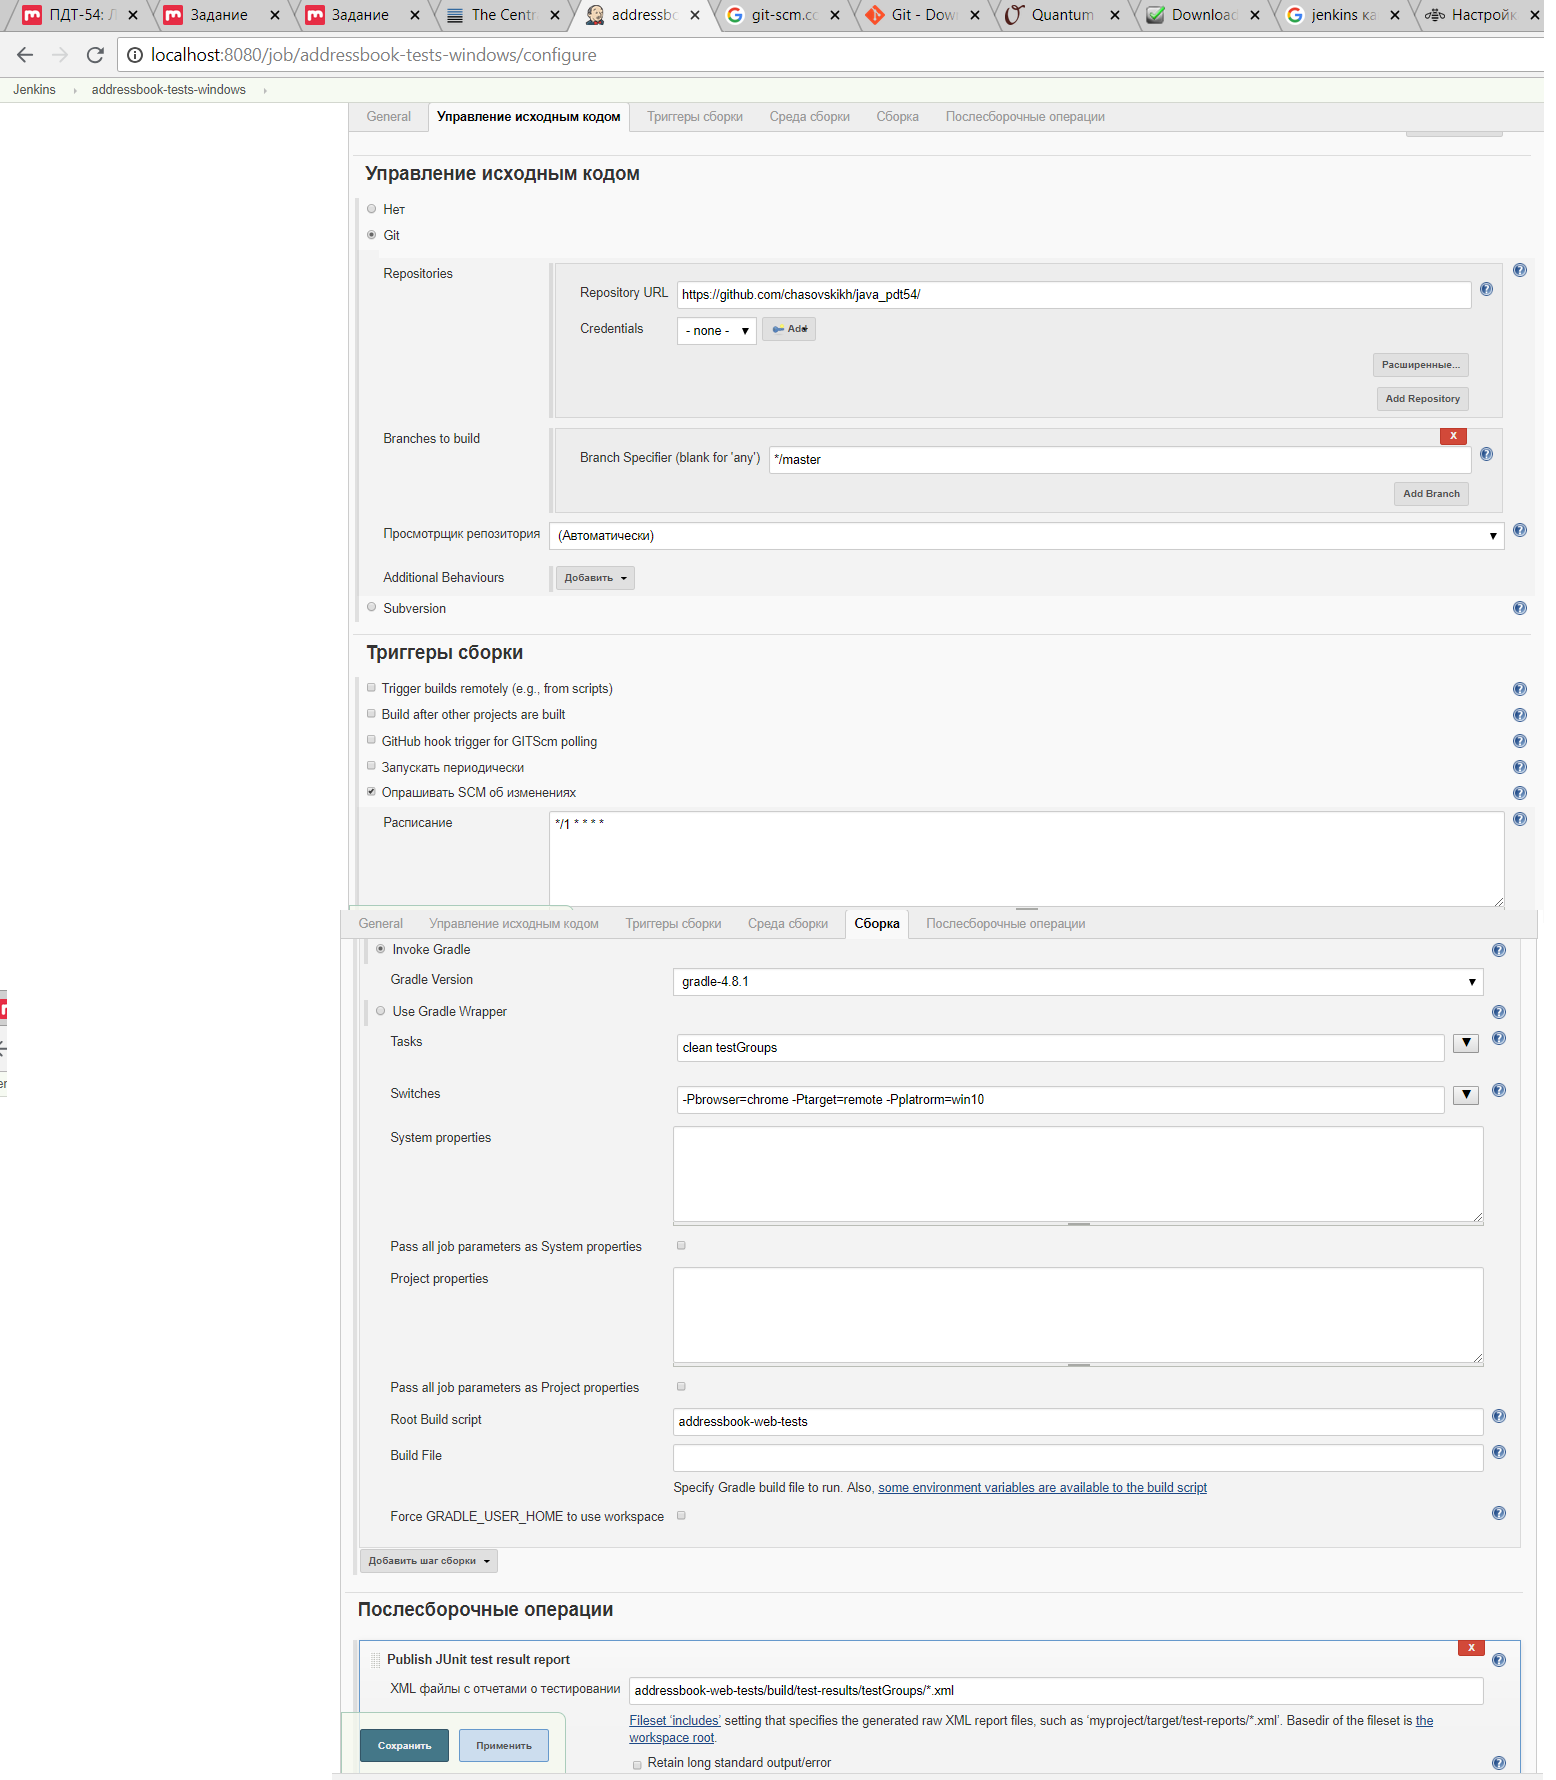 ПДТ-54: Л
Задание
Задание
The Centr
addressbo
git-scm.co
Git - Dow
Quantum
Download
jenkins ка
Настройк
localhost:8080/job/addressbook-tests-windows/configure
Jenkins addressbook-tests-windows
General Управление исходным кодом Триггеры сборки Среда сборки Сборка Послесборочные операции
Управление исходным кодом
Нет
Git
Repositories
Repository URL https://github.com/chasovskikh/java_pdt54/
Credentials - none - Add
Расширенные...
Add Repository
Branches to build
X
Branch Specifier (blank for 'any') */master
Add Branch
Просмотрщик репозитория (Автоматически)
Additional Behaviours Добавить
Subversion
Триггеры сборки
Trigger builds remotely (e.g., from scripts)
Build after other projects are built
GitHub hook trigger for GITScm polling
Запускать периодически
Опрашивать SCM об изменениях
Расписание */1 * * * *
General Управление исходным кодом Триггеры сборки Среда сборки Сборка Послесборочные операции
Invoke Gradle
Gradle Version gradle-4.8.1
Use Gradle Wrapper
Tasks clean testGroups
Switches -Pbrowser=chrome -Ptarget=remote -Pplatrorm=win10
System properties
Pass all job parameters as System properties
Project properties
Pass all job parameters as Project properties
Root Build script addressbook-web-tests
Build File
Specify Gradle build file to run. Also, some environment variables are available to the build script
Force GRADLE_USER_HOME to use workspace
Добавить шаг сборки
Послесборочные операции
X
Publish JUnit test result report
XML файлы с отчетами о тестировании addressbook-web-tests/build/test-results/testGroups/*.xml
Fileset 'includes' setting that specifies the generated raw XML report files, such as 'myproject/target/test-reports/*.xml'. Basedir of the fileset is the
workspace root.
Сохранить Применить
Retain long standard output/error